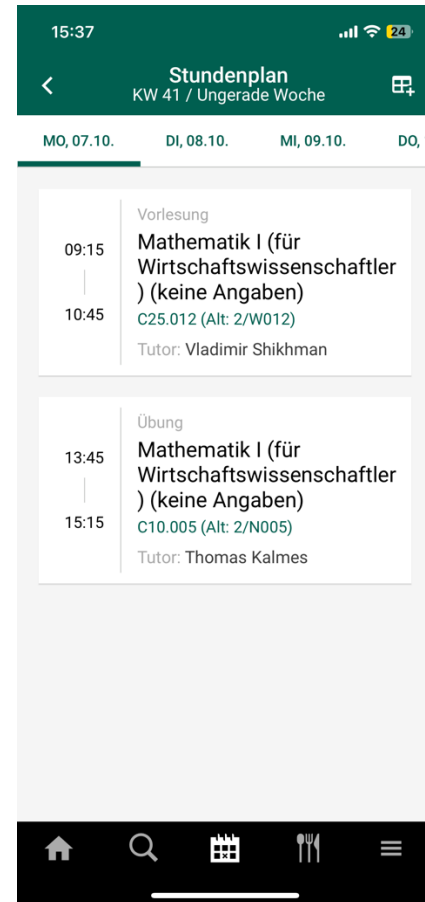 15:37
24
Stundenplan
KW 41 / Ungerade Woche
MO, 07.10.
DI, 08.10.
MI, 09.10.
DO,
Vorlesung
09:15
10:45
Mathematik I (für
Wirtschaftswissenschaftler
) (keine Angaben)
C25.012 (Alt: 2/W012)
Tutor: Vladimir Shikhman
Übung
13:45
15:15
Mathematik I (für
Wirtschaftswissenschaftler
) (keine Angaben)
C10.005 (Alt: 2/N005)
Tutor: Thomas Kalmes